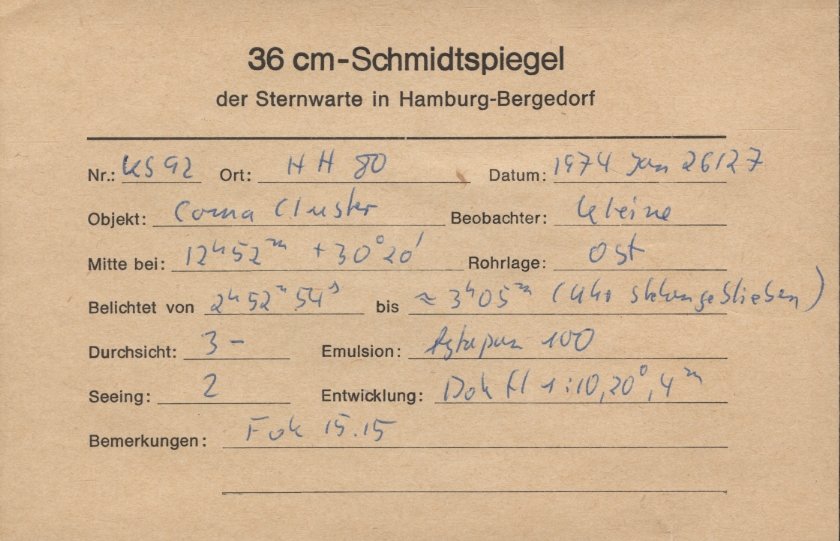 36 cm-Schmidtspiegel
der Sternwarte in Hamburg-Bergedorf
Nr.: KS 92 Ort: HH 80 Datum: 1974 Jan 26/27
Objekt: Coma Cluster Beobachter: Kleine
Mitte bei: 12ʰ52ᵐ +30°20' Rohrlage: Ost
Belichtet von 2ʰ52ᵐ54ˢ bis ≈ 3ʰ05ᵐ (Uhr stehengeblieben)
Durchsicht: 3- Emulsion: 100
Seeing: 2 Entwicklung: Dok 1:10, 20°, 4ᵐ
Bemerkungen: Fok 15.15